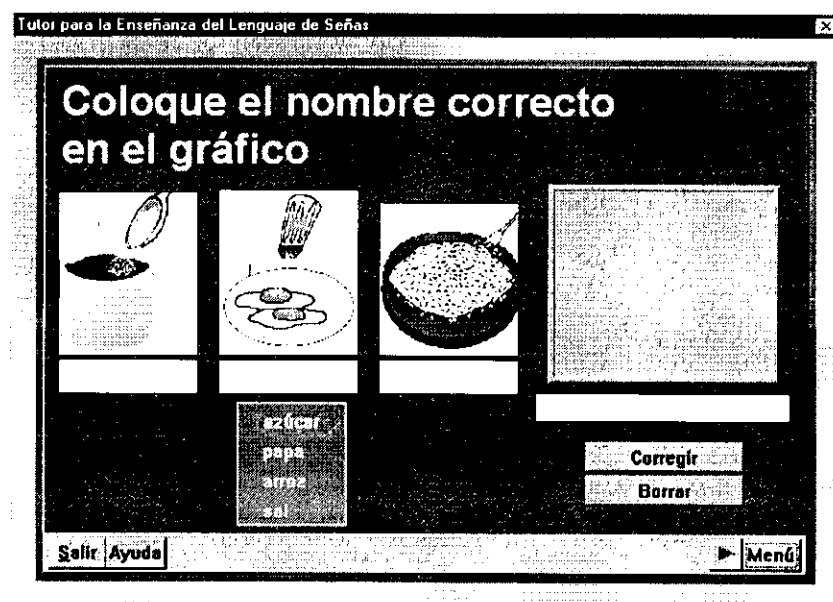 Tutor para la Enseñanza del Lenguaje de Señas
Coloque el nombre correcto
en el gráfico
azúcar
papa
arroz
sal
Corregir
Borrar
Salir Ayuda
Menú